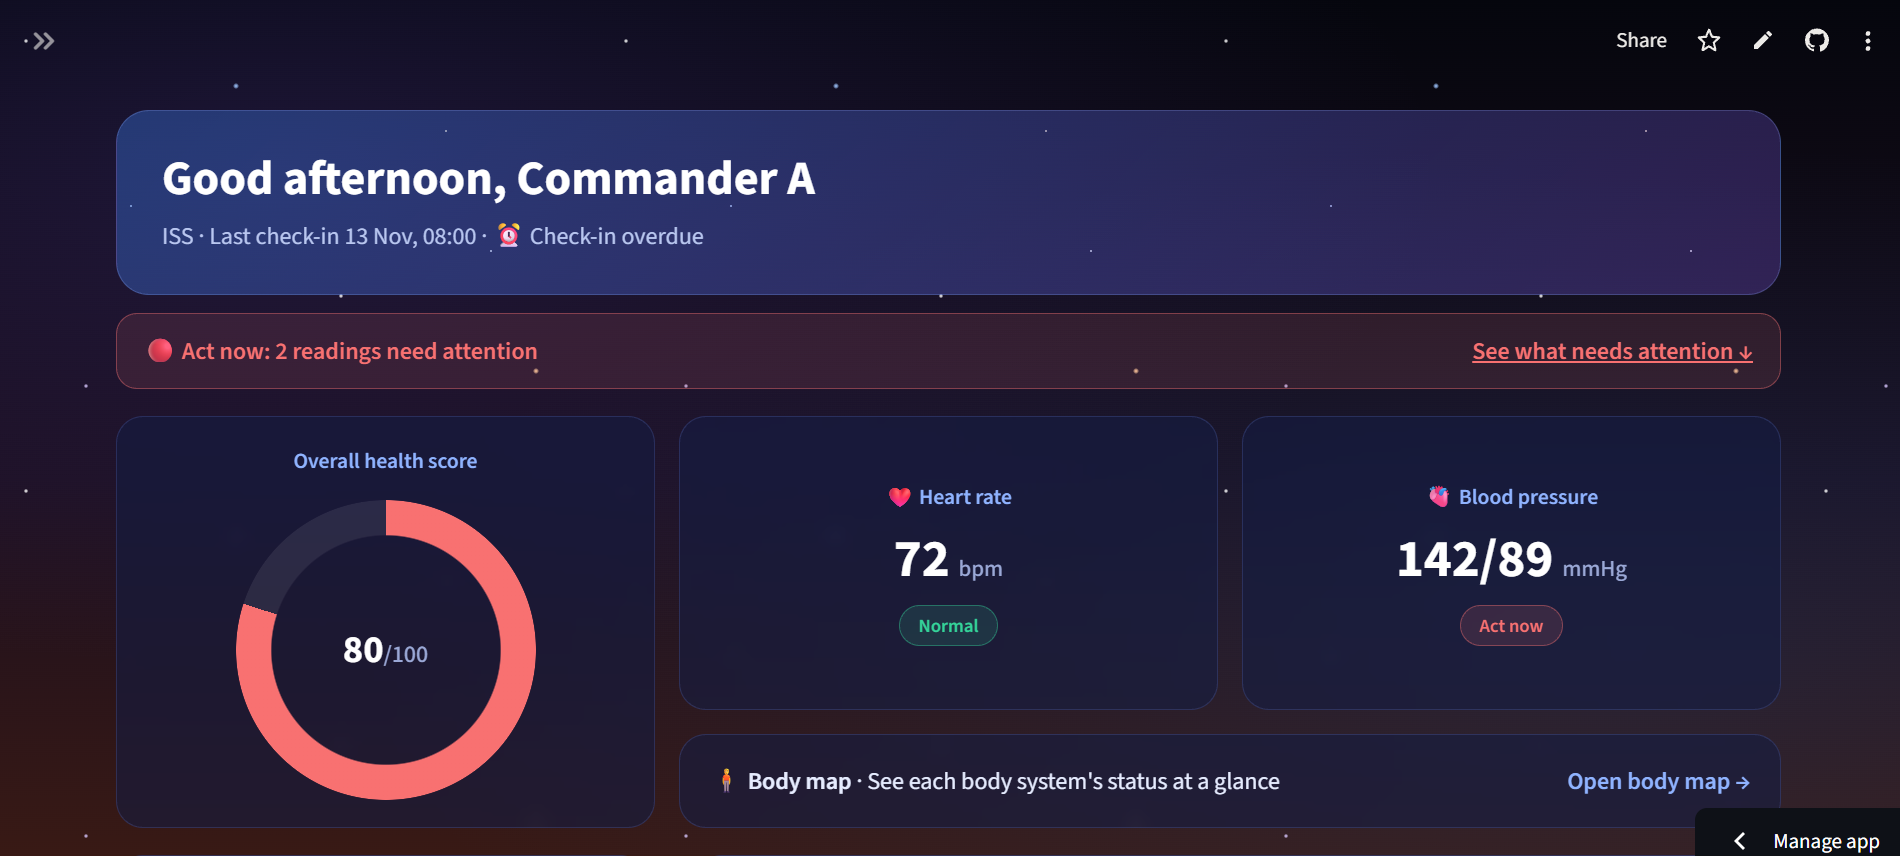 Share
Good afternoon, Commander A
ISS · Last check-in 13 Nov, 08:00 · ⏰ Check-in overdue
Act now: 2 readings need attention
See what needs attention ↓
Overall health score
80/100
Heart rate
72 bpm
Normal
Blood pressure
142/89 mmHg
Act now
Body map · See each body system's status at a glance
Open body map →
Manage app